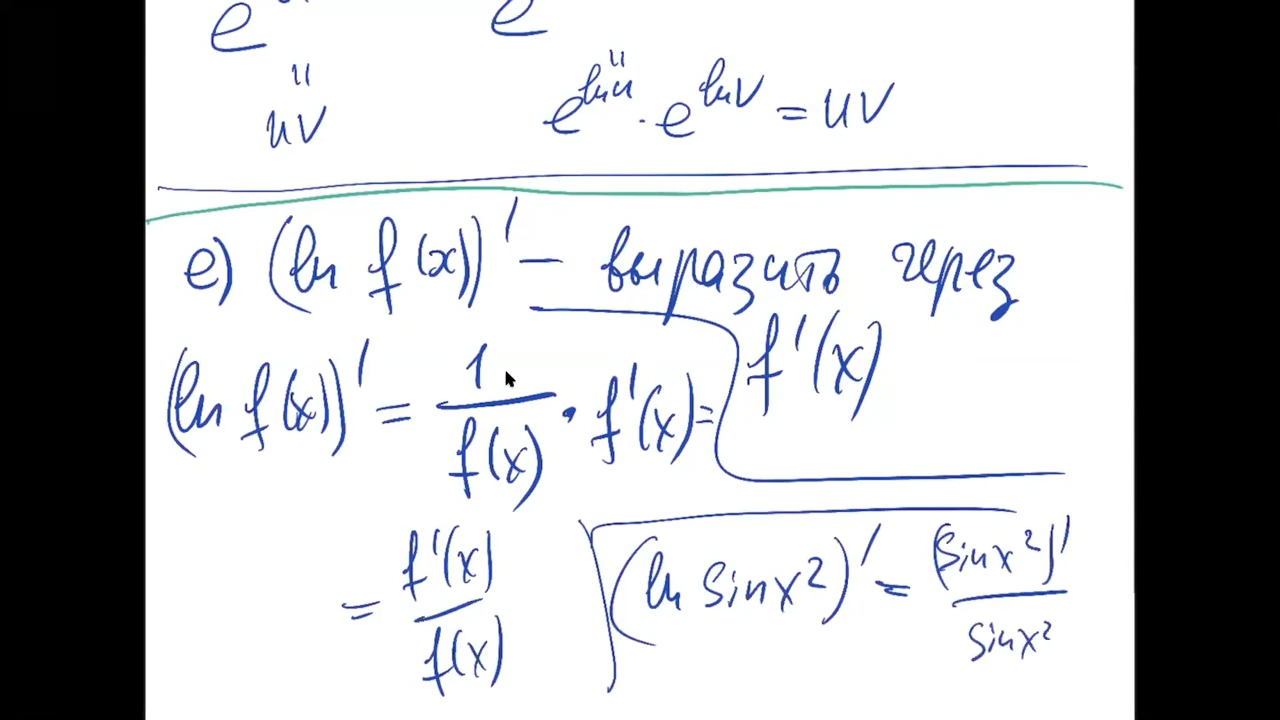 e e
"
uv e^{ln u} · e^{ln v} = uv
e) (ln f(x))' — выразить через
f'(x)
(ln f(x))' = 1/f(x) · f'(x) =
= f'(x)/f(x)
(ln sin x²)' = (sin x²)'/sin x²